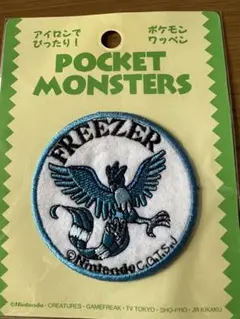 アイロンで
ぴったり!
ポケモン
ワッペン
POCKET
MONSTERS
FREEZER
©Nintendo C.G.T.S.J
©Nintendo・CREATURES・GAMEFREAK・TV TOKYO・SHO-PRO・JR KIKAKU